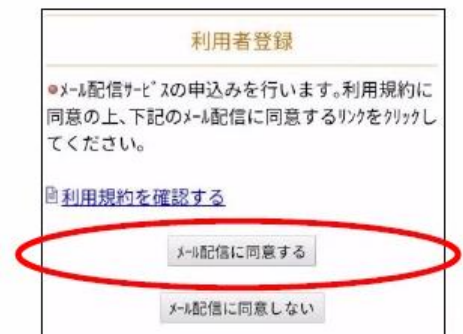 利用者登録
●ﾒｰﾙ配信ｻｰﾋﾞｽの申込みを行います。利用規約に
同意の上、下記のﾒｰﾙ配信に同意するﾘﾝｸをｸﾘｯｸし
てください。
利用規約を確認する
ﾒｰﾙ配信に同意する
ﾒｰﾙ配信に同意しない